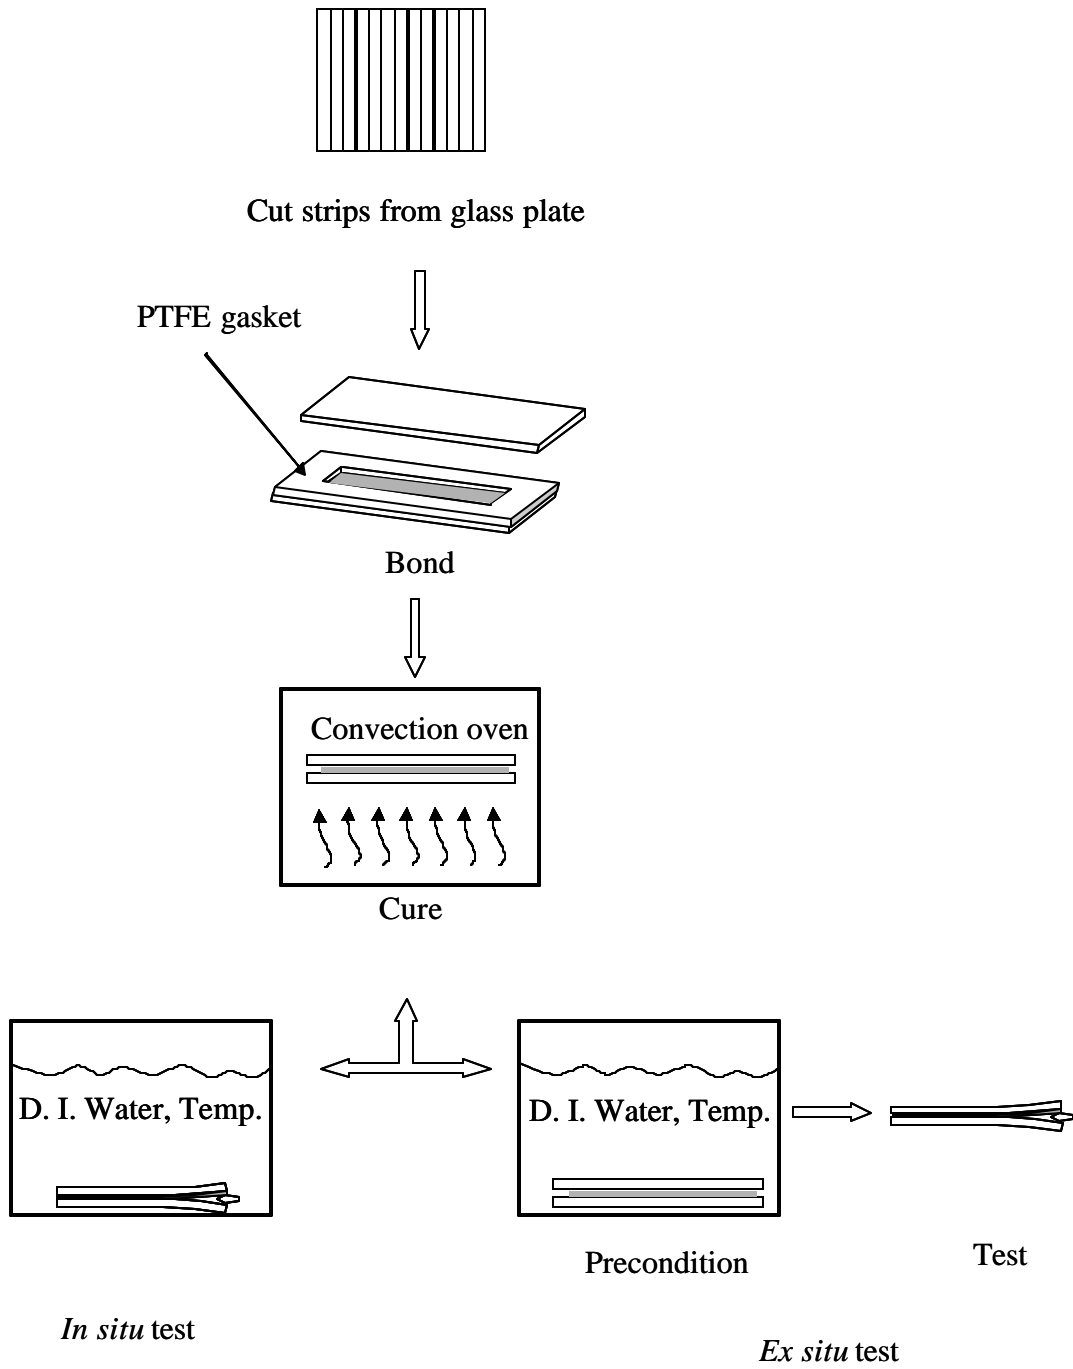 Cut strips from glass plate
PTFE gasket
Bond
Convection oven
Cure
D. I. Water, Temp.
D. I. Water, Temp.
Precondition
Test
In situ test
Ex situ test